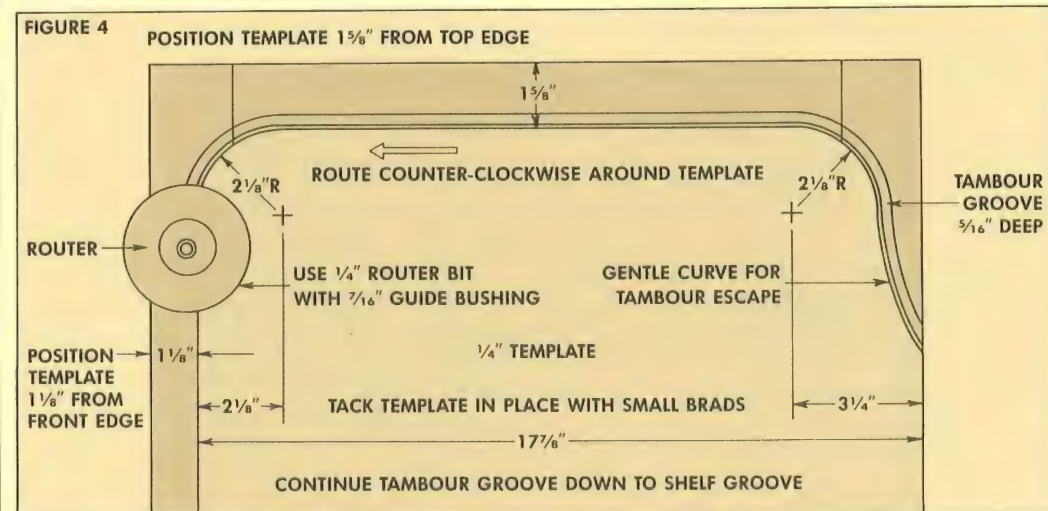 FIGURE 4
POSITION TEMPLATE 1⅝" FROM TOP EDGE
1⅝"
ROUTE COUNTER-CLOCKWISE AROUND TEMPLATE
2⅛"R
2⅛"R
TAMBOUR
GROOVE
5/16" DEEP
ROUTER
USE ¼" ROUTER BIT
WITH 7/16" GUIDE BUSHING
GENTLE CURVE FOR
TAMBOUR ESCAPE
POSITION
TEMPLATE
1⅛" FROM
FRONT EDGE
1⅛"
¼" TEMPLATE
2⅛"
TACK TEMPLATE IN PLACE WITH SMALL BRADS
3¼"
17⅞"
CONTINUE TAMBOUR GROOVE DOWN TO SHELF GROOVE